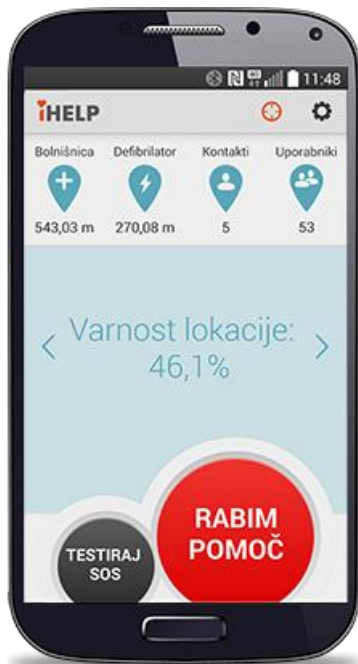 11:48
iHELP
Bolnišnica Defibrilator Kontakti Uporabniki
543,03 m 270,08 m 5 53
Varnost lokacije:
46,1%
RABIM
POMOČ
TESTIRAJ
SOS